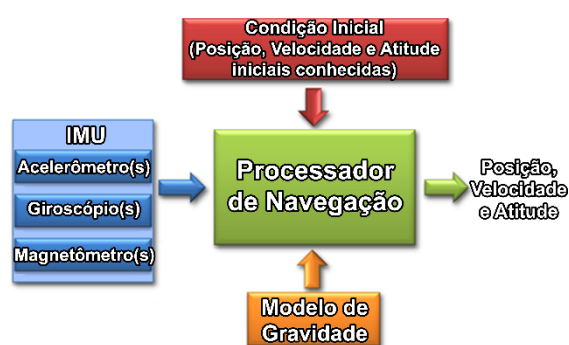 Condição Inicial
(Posição, Velocidade e Atitude
iniciais conhecidas)
IMU
Acelerômetro(s)
Giroscópio(s)
Magnetômetro(s)
Processador
de Navegação
Posição,
Velocidade
e Atitude
Modelo de
Gravidade